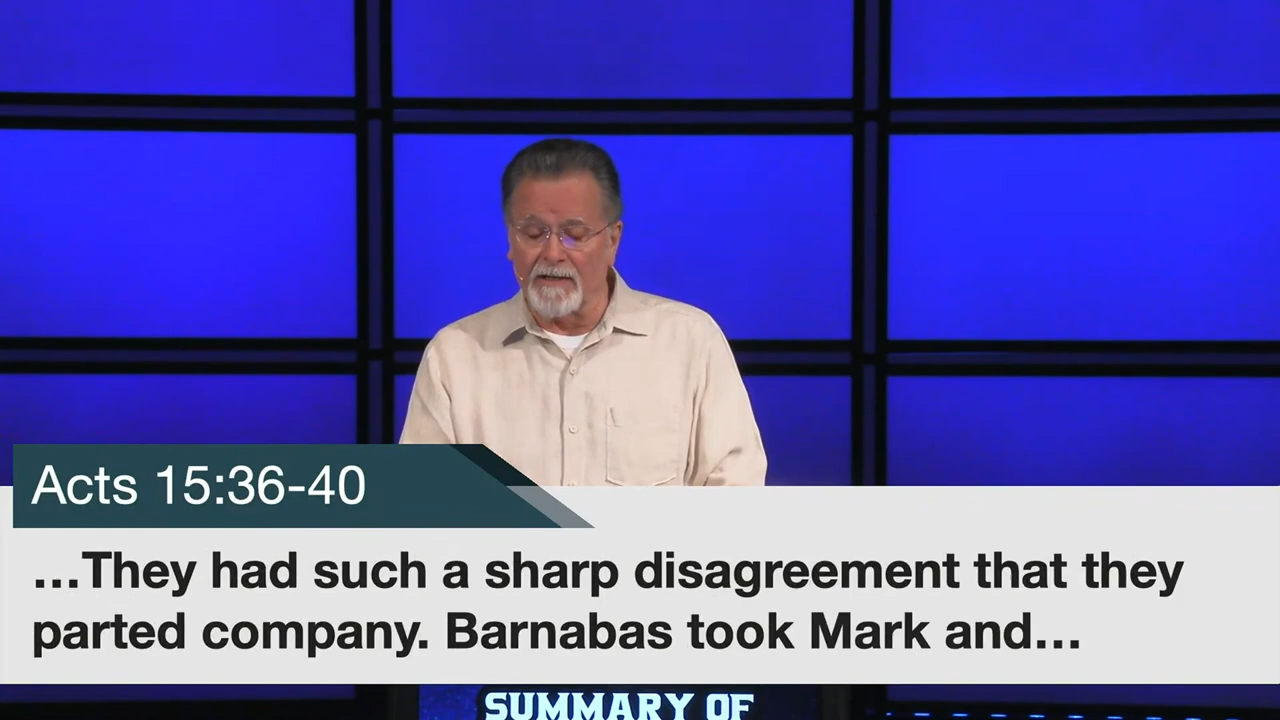 Acts 15:36-40
…They had such a sharp disagreement that they
parted company. Barnabas took Mark and…
SUMMARY OF